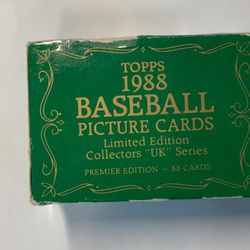 TOPPS
1988
BASEBALL
PICTURE CARDS
Limited Edition
Collectors "UK" Series
PREMIER EDITION - 88 CARDS